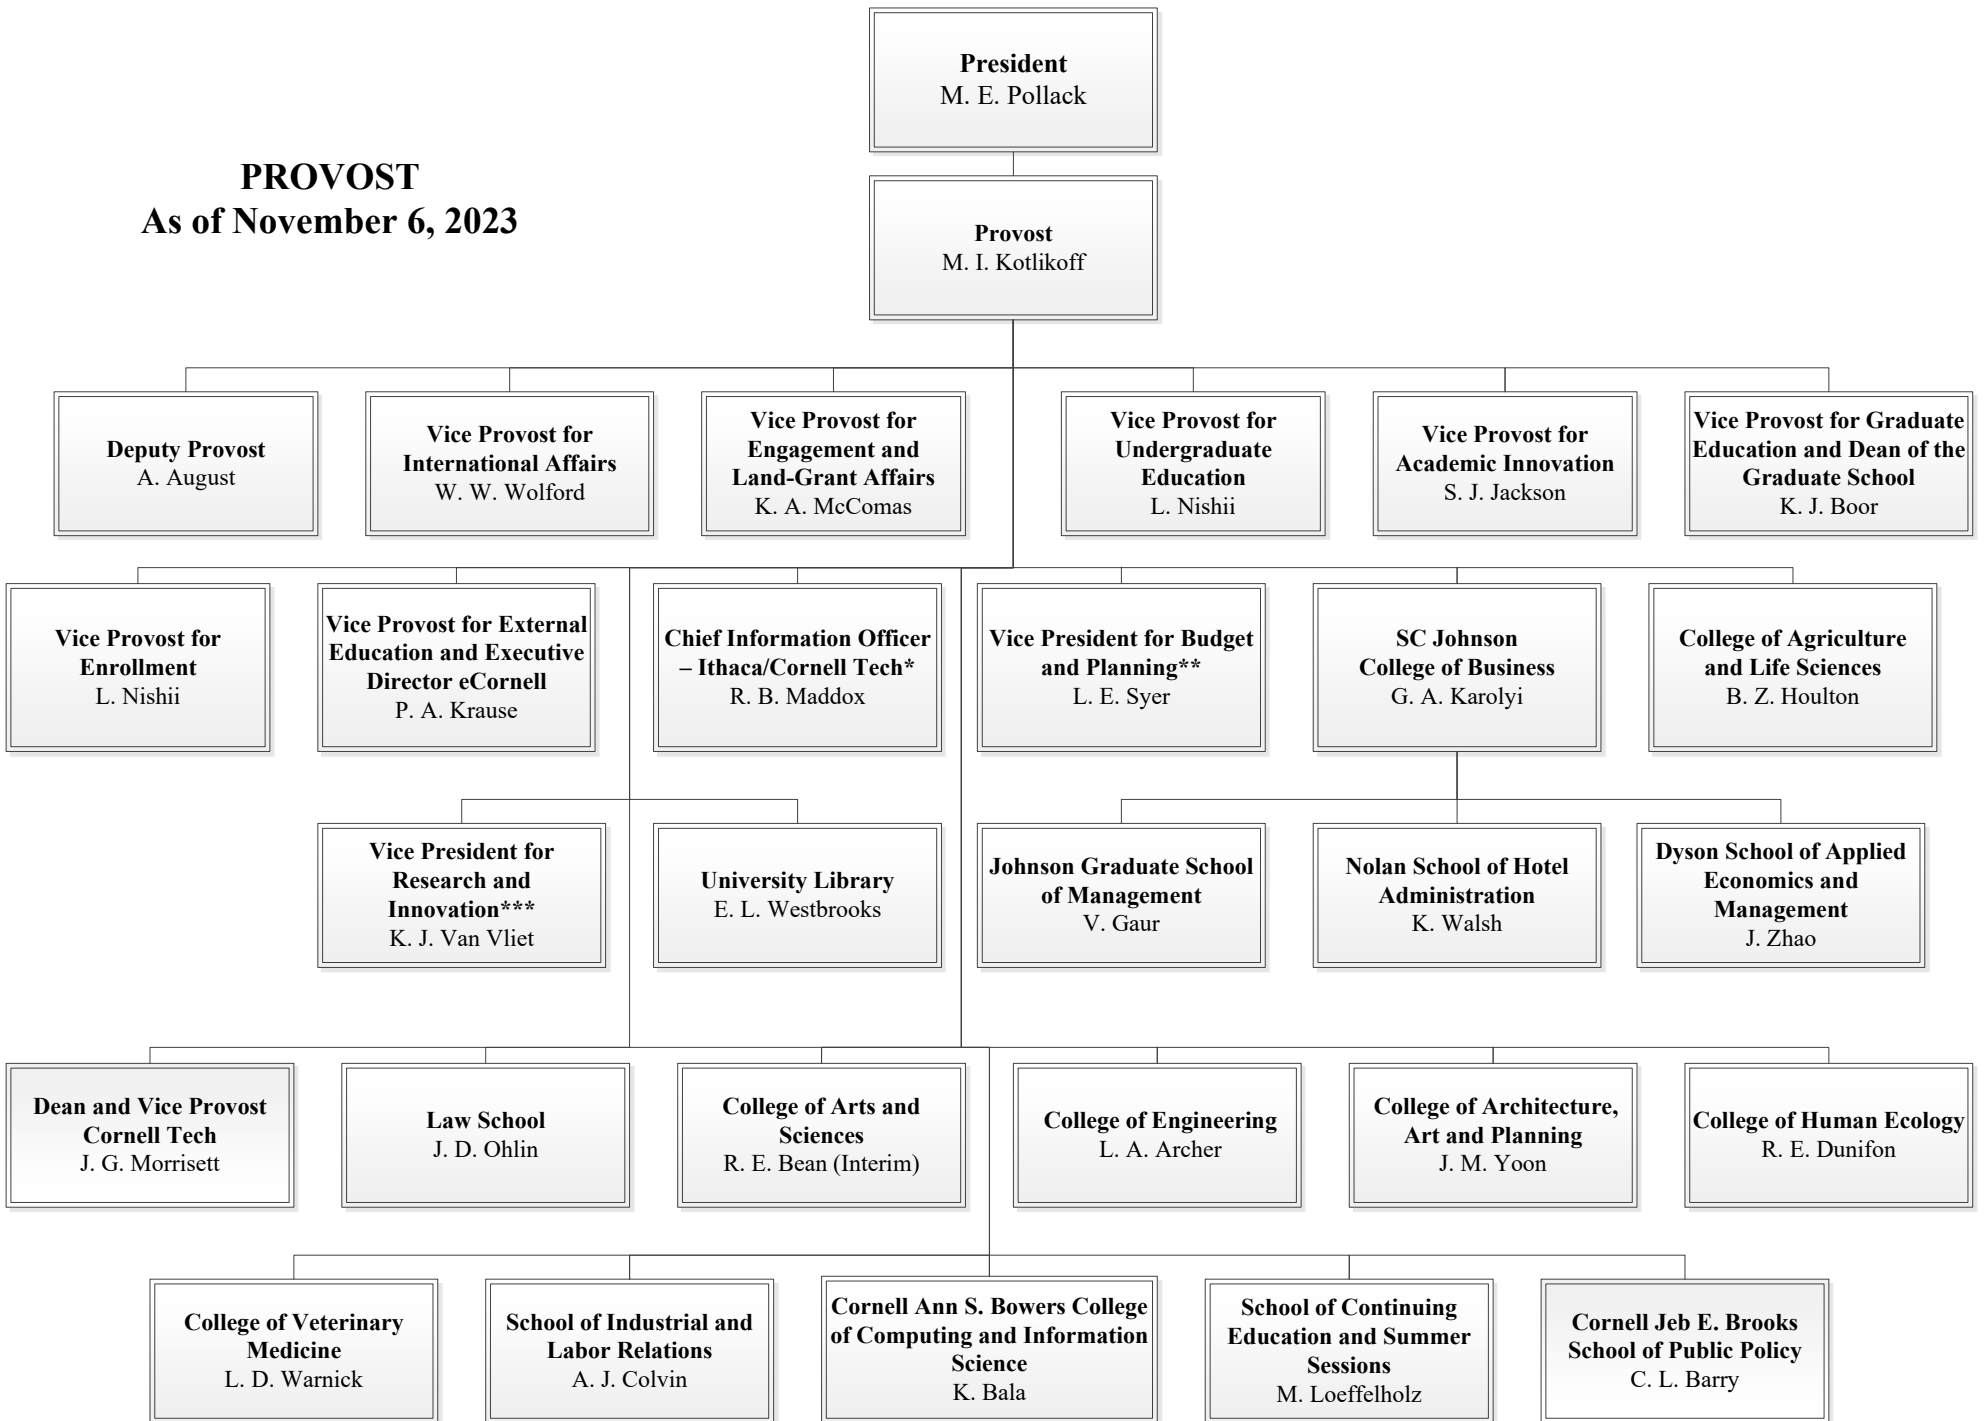 President
M. E. Pollack
PROVOST
As of November 6, 2023
Provost
M. I. Kotlikoff
Deputy Provost
A. August
Vice Provost for
International Affairs
W. W. Wolford
Vice Provost for
Engagement and
Land-Grant Affairs
K. A. McComas
Vice Provost for
Undergraduate
Education
L. Nishii
Vice Provost for
Academic Innovation
S. J. Jackson
Vice Provost for Graduate
Education and Dean of the
Graduate School
K. J. Boor
Vice Provost for
Enrollment
L. Nishii
Vice Provost for External
Education and Executive
Director eCornell
P. A. Krause
Chief Information Officer
– Ithaca/Cornell Tech*
R. B. Maddox
Vice President for Budget
and Planning**
L. E. Syer
SC Johnson
College of Business
G. A. Karolyi
College of Agriculture
and Life Sciences
B. Z. Houlton
Vice President for
Research and
Innovation***
K. J. Van Vliet
University Library
E. L. Westbrooks
Johnson Graduate School
of Management
V. Gaur
Nolan School of Hotel
Administration
K. Walsh
Dyson School of Applied
Economics and
Management
J. Zhao
Dean and Vice Provost
Cornell Tech
J. G. Morrisett
Law School
J. D. Ohlin
College of Arts and
Sciences
R. E. Bean (Interim)
College of Engineering
L. A. Archer
College of Architecture,
Art and Planning
J. M. Yoon
College of Human Ecology
R. E. Dunifon
College of Veterinary
Medicine
L. D. Warnick
School of Industrial and
Labor Relations
A. J. Colvin
Cornell Ann S. Bowers College
of Computing and Information
Science
K. Bala
School of Continuing
Education and Summer
Sessions
M. Loeffelholz
Cornell Jeb E. Brooks
School of Public Policy
C. L. Barry